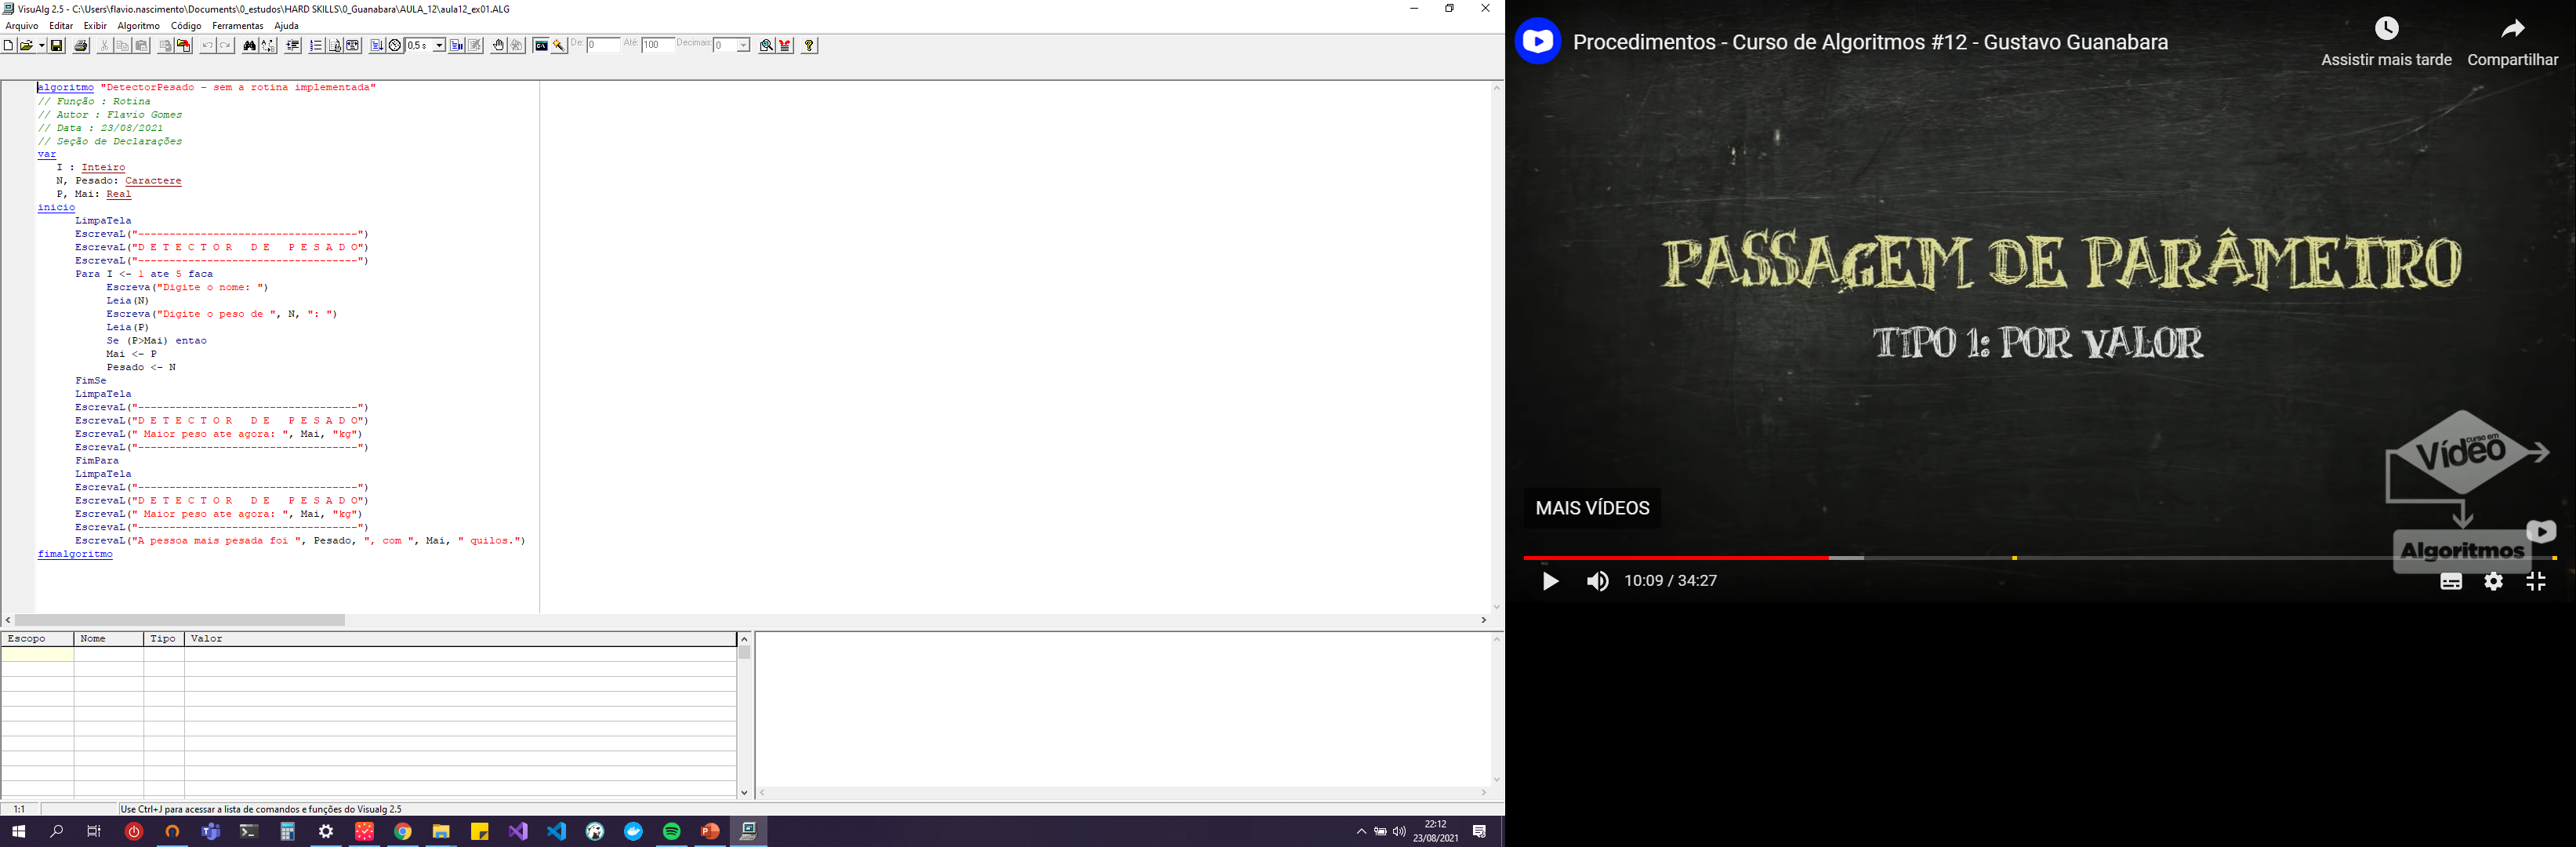 VisuAlg 2.5 - C:\Users\flavio.nascimento\Documents\0_estudos\HARD SKILLS\0_Guanabara\AULA_12\aula12_ex01.ALG
Arquivo Editar Exibir Algoritmo Código Ferramentas Ajuda
0,5 s De: 0 Até: 100 Decimais: 0
algoritmo "DetectorPesado - sem a rotina implementada"
// Função : Rotina
// Autor : Flavio Gomes
// Data : 23/08/2021
// Seção de Declarações
var
I : Inteiro
N, Pesado: Caractere
P, Mai: Real
inicio
LimpaTela
EscrevaL("-----------------------------------")
EscrevaL("D E T E C T O R   D E   P E S A D O")
EscrevaL("-----------------------------------")
Para I <- 1 ate 5 faca
Escreva("Digite o nome: ")
Leia(N)
Escreva("Digite o peso de ", N, ": ")
Leia(P)
Se (P>Mai) entao
Mai <- P
Pesado <- N
FimSe
LimpaTela
EscrevaL("-----------------------------------")
EscrevaL("D E T E C T O R   D E   P E S A D O")
EscrevaL(" Maior peso ate agora: ", Mai, "kg")
EscrevaL("-----------------------------------")
FimPara
LimpaTela
EscrevaL("-----------------------------------")
EscrevaL("D E T E C T O R   D E   P E S A D O")
EscrevaL(" Maior peso ate agora: ", Mai, "kg")
EscrevaL("-----------------------------------")
EscrevaL("A pessoa mais pesada foi ", Pesado, ", com ", Mai, " quilos.")
fimalgoritmo
Escopo Nome Tipo Valor
1:1 Use Ctrl+J para acessar a lista de comandos e funções do Visualg 2.5
22:12
23/08/2021
Procedimentos - Curso de Algoritmos #12 - Gustavo Guanabara
Assistir mais tarde
Compartilhar
PASSAGEM DE PARÂMETRO
TIPO 1: POR VALOR
curso em
Vídeo
Algoritmos
MAIS VÍDEOS
10:09 / 34:27